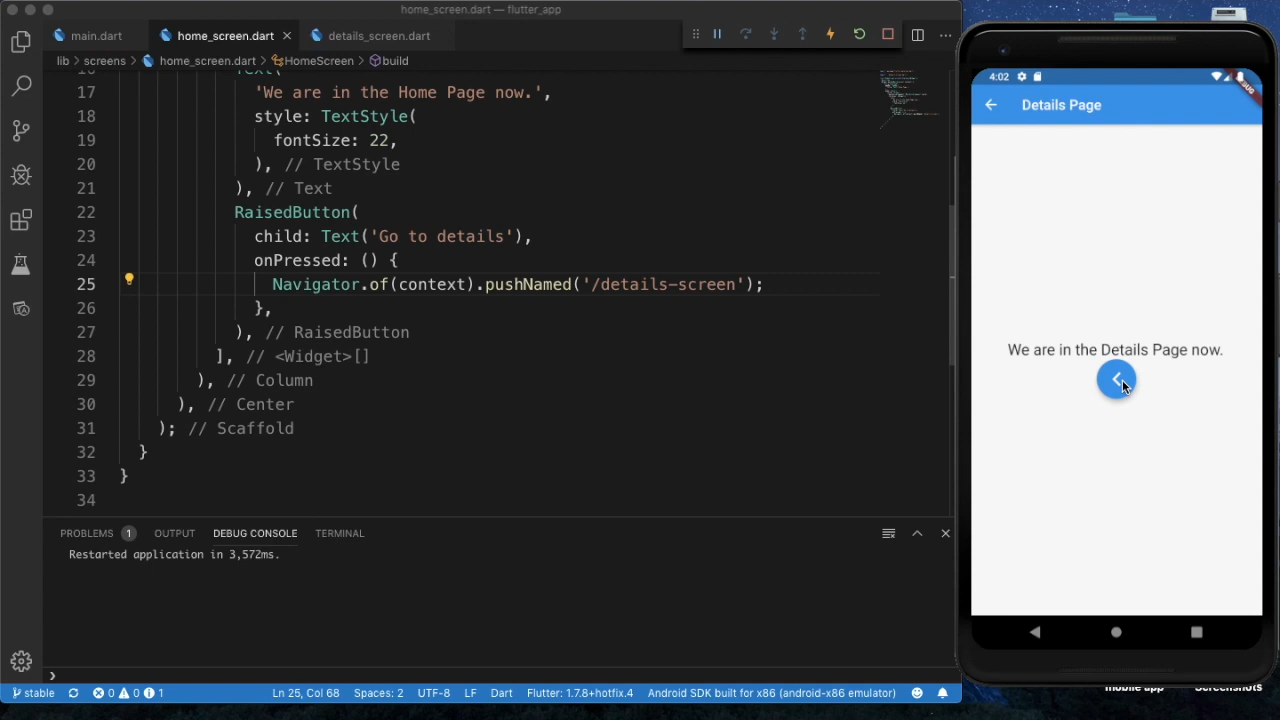 home_screen.dart — flutter_app
main.dart
home_screen.dart
details_screen.dart
lib > screens > home_screen.dart > HomeScreen > build
17 'We are in the Home Page now.',
18 style: TextStyle(
19 fontSize: 22,
20 ), // TextStyle
21 ), // Text
22 RaisedButton(
23 child: Text('Go to details'),
24 onPressed: () {
25 Navigator.of(context).pushNamed('/details-screen');
26 },
27 ), // RaisedButton
28 ], // <Widget>[]
29 ), // Column
30 ), // Center
31 ); // Scaffold
32 }
33 }
34
PROBLEMS 1 OUTPUT DEBUG CONSOLE TERMINAL
Restarted application in 3,572ms.
stable 0 0 1 Ln 25, Col 68 Spaces: 2 UTF-8 LF Dart Flutter: 1.7.8+hotfix.4 Android SDK built for x86 (android-x86 emulator)
4:02
Details Page
We are in the Details Page now.
mobile app
Screenshots